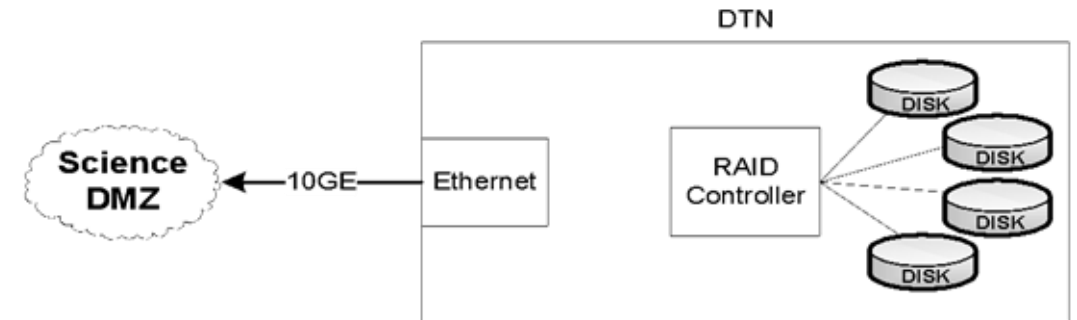 DTN
Science
DMZ
10GE
Ethernet
RAID
Controller
DISK
DISK
DISK
DISK